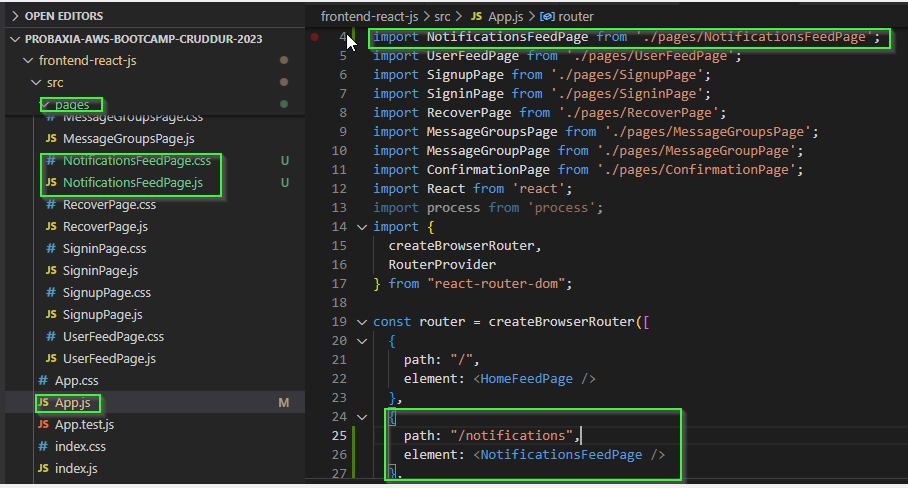 OPEN EDITORS
PROBAXIA-AWS-BOOTCAMP-CRUDDUR-2023
frontend-react-js
src
pages
# MessageGroupsPage.css
JS MessageGroupsPage.js
# NotificationsFeedPage.css U
JS NotificationsFeedPage.js U
# RecoverPage.css
JS RecoverPage.js
# SigninPage.css
JS SigninPage.js
# SignupPage.css
JS SignupPage.js
# UserFeedPage.css
JS UserFeedPage.js
# App.css
JS App.js M
JS App.test.js
# index.css
JS index.js
frontend-react-js > src > JS App.js > router
4 import NotificationsFeedPage from './pages/NotificationsFeedPage';
5 import UserFeedPage from './pages/UserFeedPage';
6 import SignupPage from './pages/SignupPage';
7 import SigninPage from './pages/SigninPage';
8 import RecoverPage from './pages/RecoverPage';
9 import MessageGroupsPage from './pages/MessageGroupsPage';
10 import MessageGroupPage from './pages/MessageGroupPage';
11 import ConfirmationPage from './pages/ConfirmationPage';
12 import React from 'react';
13 import process from 'process';
14 import {
15 createBrowserRouter,
16 RouterProvider
17 } from "react-router-dom";
18
19 const router = createBrowserRouter([
20 {
21 path: "/",
22 element: <HomeFeedPage />
23 },
24 {
25 path: "/notifications",
26 element: <NotificationsFeedPage />
27 },